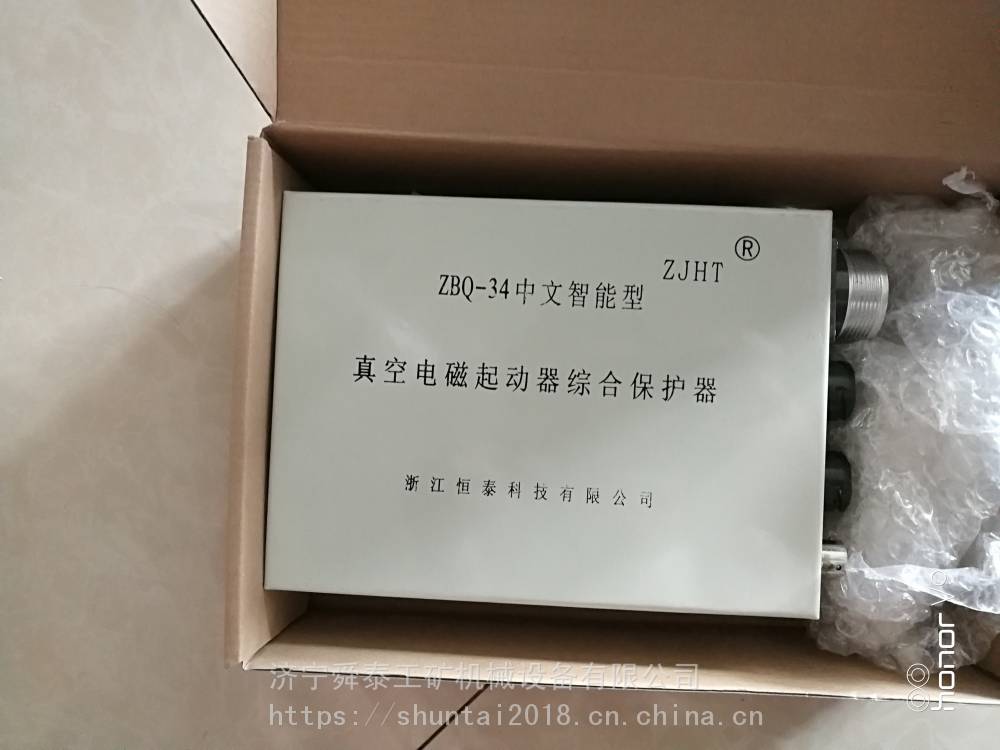 ZJHT ®
ZBQ-34中文智能型
真空电磁起动器综合保护器
浙江恒泰科技有限公司
济宁舜泰工矿机械设备有限公司
https://shuntai2018.cn.china.cn
honor